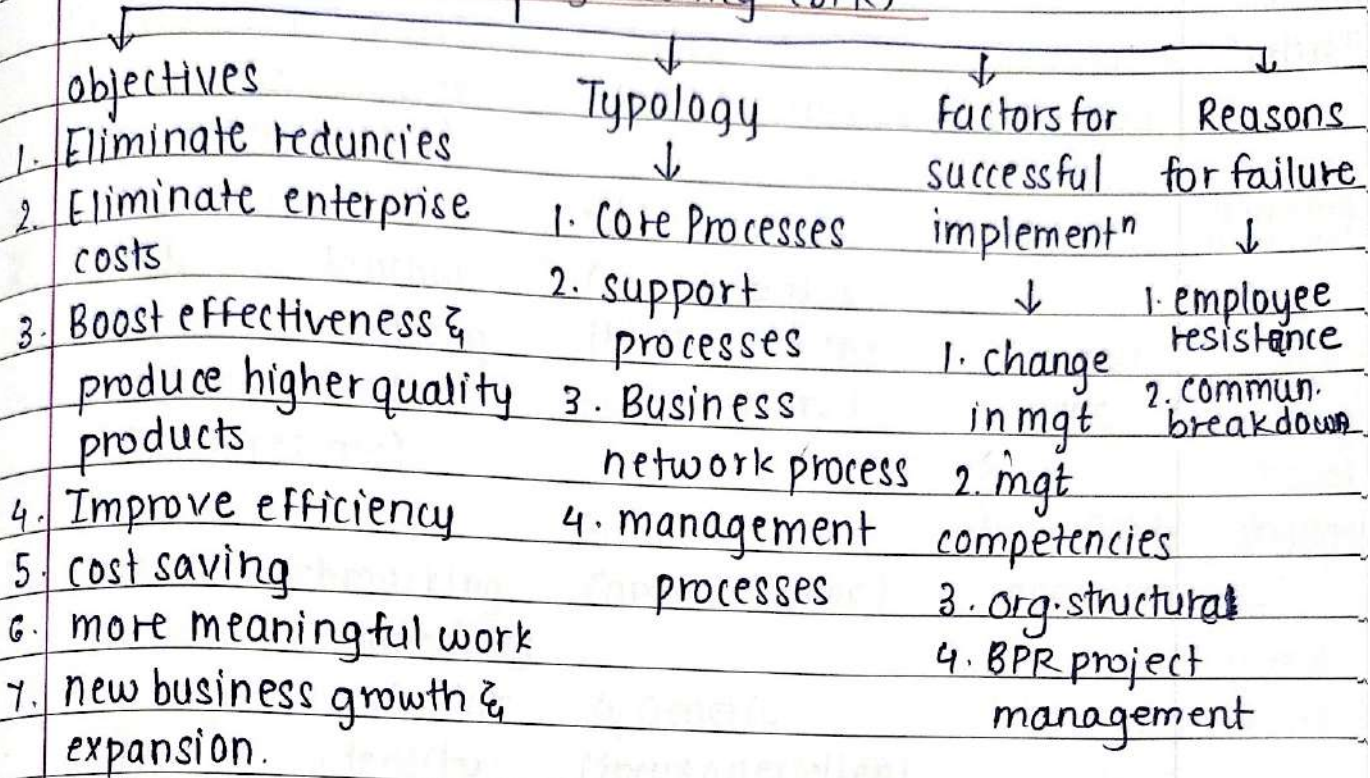 (BPR)
objectives
1. Eliminate reduncies
2. Eliminate enterprise
costs
3. Boost effectiveness &
produce higher quality
products
4. Improve efficiency
5. cost saving
6. more meaningful work
7. new business growth &
expansion.
Typology
1. Core Processes
2. support
processes
3. Business
network process
4. management
processes
Factors for
successful
implementⁿ
1. change
in mgt
2. mgt
competencies
3. org. structural
4. BPR project
management
Reasons
for failure
1. employee
resistance
2. commun.
breakdown